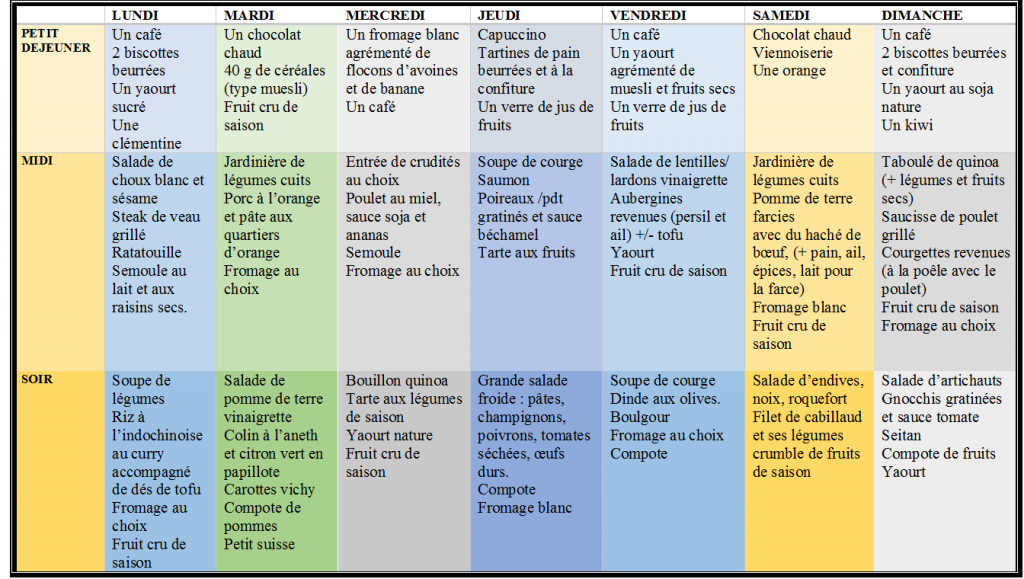 LUNDI
MARDI
MERCREDI
JEUDI
VENDREDI
SAMEDI
DIMANCHE
PETIT
DEJEUNER
Un café
2 biscottes
beurrées
Un yaourt
sucré
Une
clémentine
Un chocolat
chaud
40 g de céréales
(type muesli)
Fruit cru de
saison
Un fromage blanc
agrémenté de
flocons d’avoines
et de banane
Un café
Capuccino
Tartines de pain
beurrées et à la
confiture
Un verre de jus de
fruits
Un café
Un yaourt
agrémenté de
muesli et fruits secs
Un verre de jus de
fruits
Chocolat chaud
Viennoiserie
Une orange
Un café
2 biscottes beurrées
et confiture
Un yaourt au soja
nature
Un kiwi
MIDI
Salade de
choux blanc et
sésame
Steak de veau
grillé
Ratatouille
Semoule au
lait et aux
raisins secs.
Jardinière de
légumes cuits
Porc à l’orange
et pâte aux
quartiers
d’orange
Fromage au
choix
Entrée de crudités
au choix
Poulet au miel,
sauce soja et
ananas
Semoule
Fromage au choix
Soupe de courge
Saumon
Poireaux /pdt
gratinés et sauce
béchamel
Tarte aux fruits
Salade de lentilles/
lardons vinaigrette
Aubergines
revenues (persil et
ail) +/- tofu
Yaourt
Fruit cru de saison
Jardinière de
légumes cuits
Pomme de terre
farcies
avec du haché de
bœuf, (+ pain, ail,
épices, lait pour
la farce)
Fromage blanc
Fruit cru de
saison
Taboulé de quinoa
(+ légumes et fruits
secs)
Saucisse de poulet
grillé
Courgettes revenues
(à la poêle avec le
poulet)
Fruit cru de saison
Fromage au choix
SOIR
Soupe de
légumes
Riz à
l’indochinoise
au curry
accompagné
de dés de tofu
Fromage au
choix
Fruit cru de
saison
Salade de
pomme de terre
vinaigrette
Colin à l’aneth
et citron vert en
papillote
Carottes vichy
Compote de
pommes
Petit suisse
Bouillon quinoa
Tarte aux légumes
de saison
Yaourt nature
Fruit cru de
saison
Grande salade
froide : pâtes,
champignons,
poivrons, tomates
séchées, œufs
durs.
Compote
Fromage blanc
Soupe de courge
Dinde aux olives.
Boulgour
Fromage au choix
Compote
Salade d’endives,
noix, roquefort
Filet de cabillaud
et ses légumes
crumble de fruits
de saison
Salade d’artichauts
Gnocchis gratinées
et sauce tomate
Seitan
Compote de fruits
Yaourt